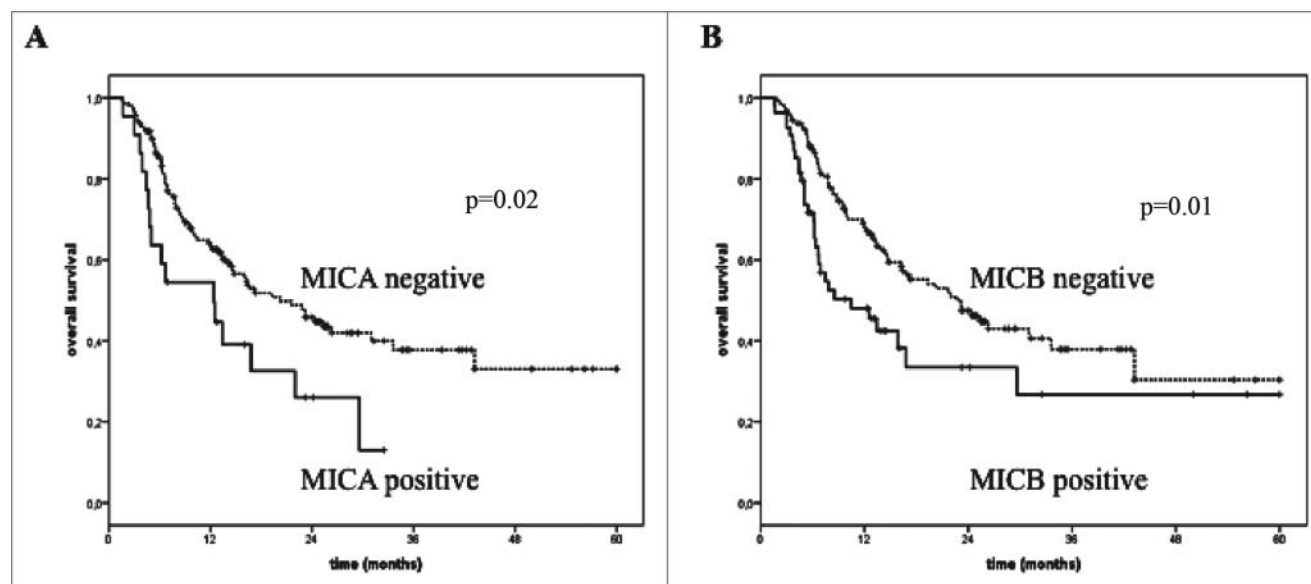 A
overall survival
1,0
0,8
0,6
0,4
0,2
0,0
p=0.02
MICA negative
MICA positive
0 12 24 36 48 60
time (months)
B
overall survival
1,0
0,8
0,6
0,4
0,2
0,0
p=0.01
MICB negative
MICB positive
0 12 24 36 48 60
time (months)